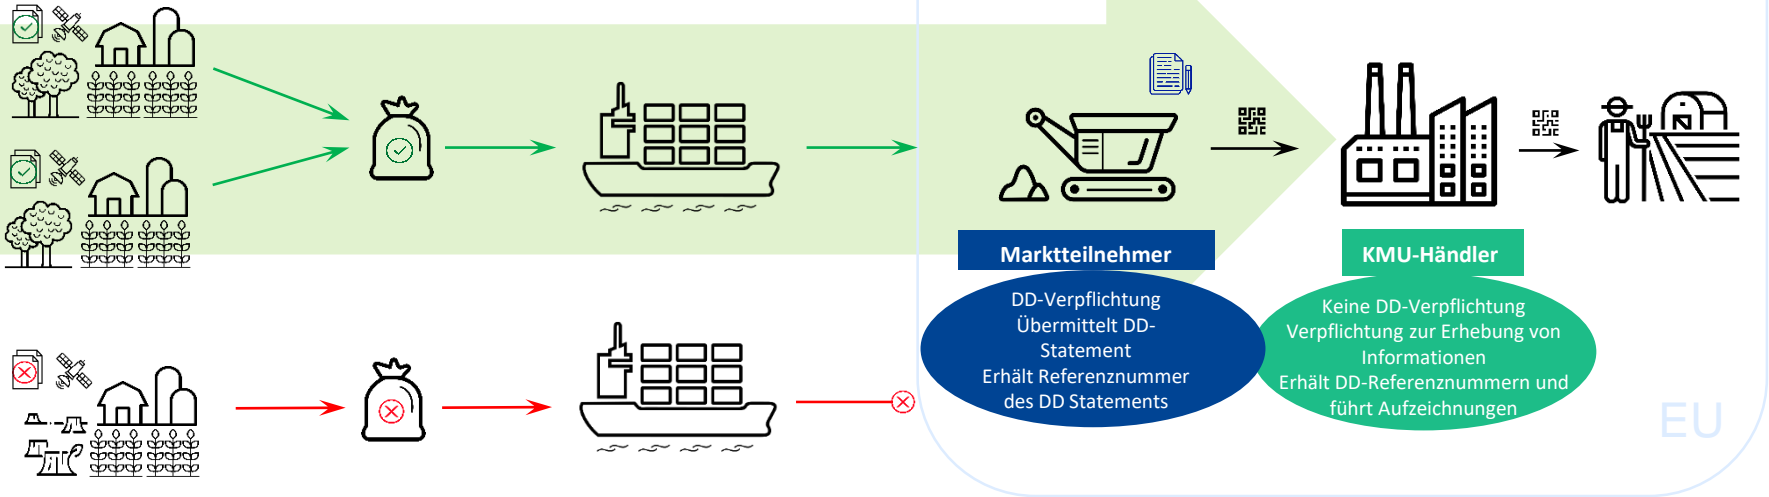 Marktteilnehmer
DD-Verpflichtung
Übermittelt DD-
Statement
Erhält Referenznummer
des DD Statements
KMU-Händler
Keine DD-Verpflichtung
Verpflichtung zur Erhebung von
Informationen
Erhält DD-Referenznummern und
führt Aufzeichnungen
EU